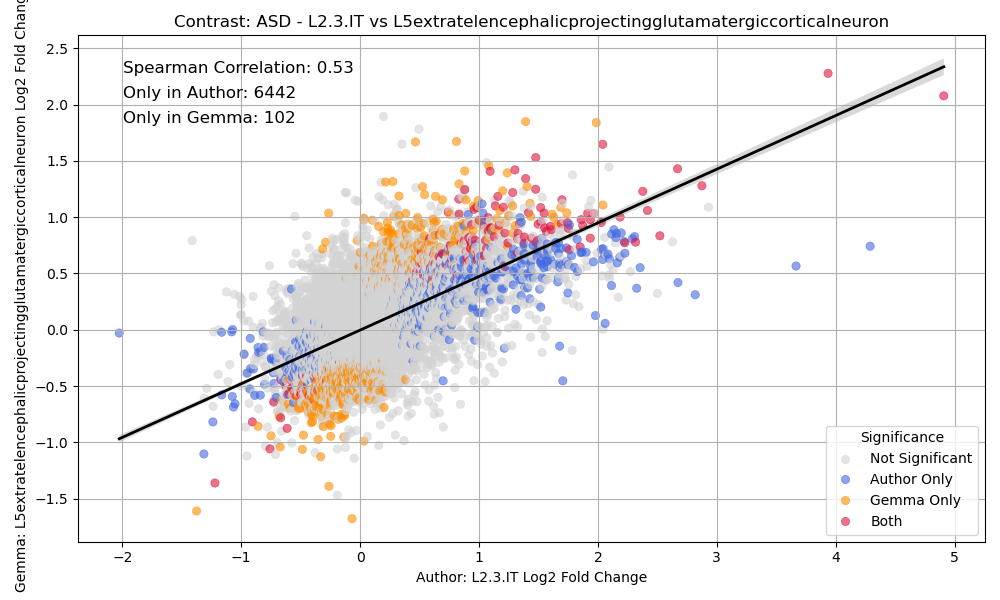 Contrast: ASD - L2.3.IT vs L5extratelencephalicprojectingglutamatergiccorticalneuron
Spearman Correlation: 0.53
Only in Author: 6442
Only in Gemma: 102
2.5
2.0
1.5
1.0
0.5
0.0
−0.5
−1.0
−1.5
Gemma: L5extratelencephalicprojectingglutamatergiccorticalneuron Log2 Fold Chang
Significance
Not Significant
Author Only
Gemma Only
Both
−2 −1 0 1 2 3 4 5
Author: L2.3.IT Log2 Fold Change